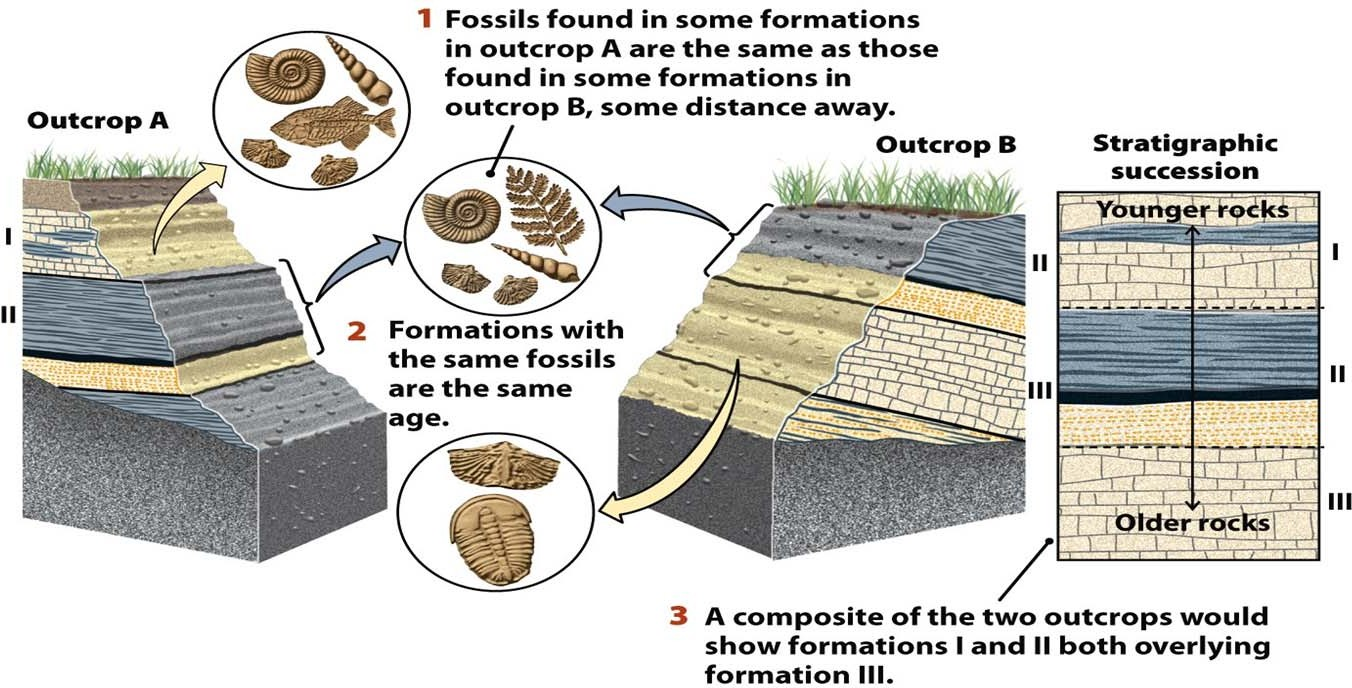 1 Fossils found in some formations
in outcrop A are the same as those
found in some formations in
outcrop B, some distance away.
Outcrop A
Outcrop B
Stratigraphic
succession
Younger rocks
I
I
II
II
II
2 Formations with
the same fossils
are the same
age.
III
III
Older rocks
3 A composite of the two outcrops would
show formations I and II both overlying
formation III.